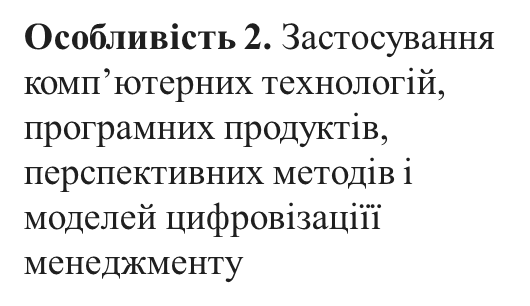 Особливість 2. Застосування
комп’ютерних технологій,
програмних продуктів,
перспективних методів і
моделей цифровізаціїї
менеджменту